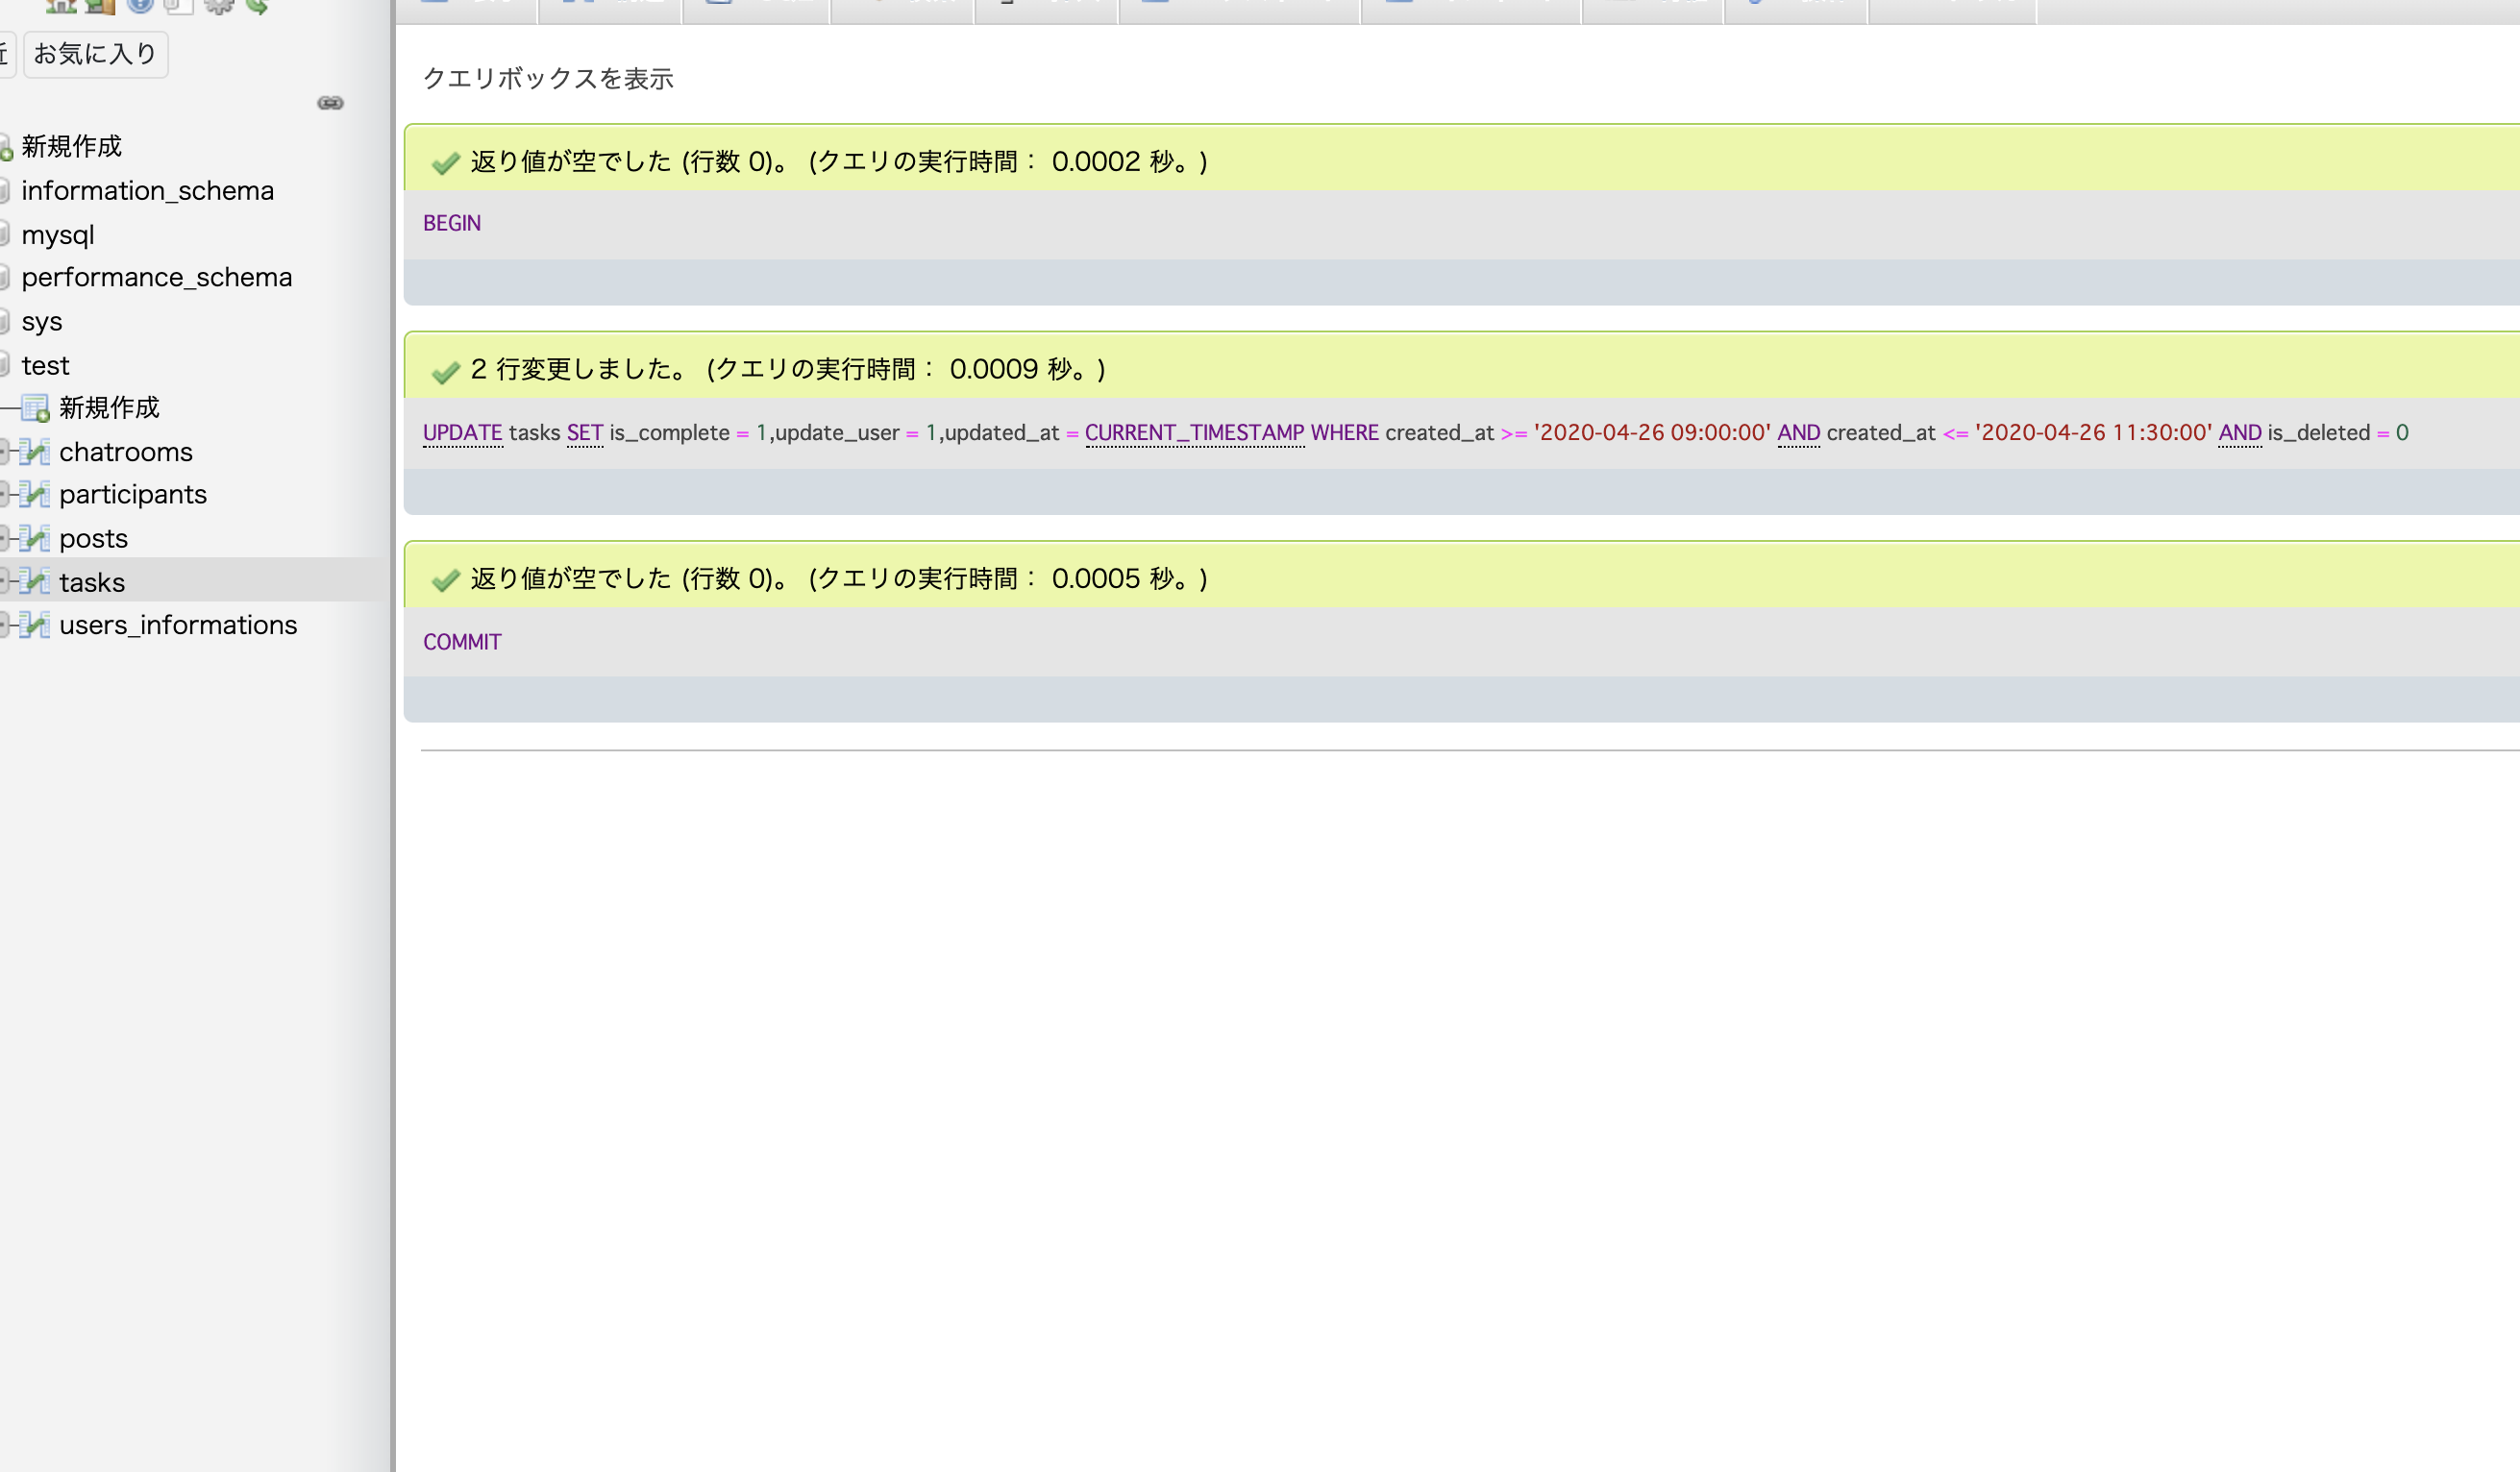 お気に入り
新規作成
information_schema
mysql
performance_schema
sys
test
新規作成
chatrooms
participants
posts
tasks
users_informations
クエリボックスを表示
返り値が空でした (行数 0)。 (クエリの実行時間： 0.0002 秒。)
BEGIN
2 行変更しました。 (クエリの実行時間： 0.0009 秒。)
UPDATE tasks SET is_complete = 1,update_user = 1,updated_at = CURRENT_TIMESTAMP WHERE created_at >= '2020-04-26 09:00:00' AND created_at <= '2020-04-26 11:30:00' AND is_deleted = 0
返り値が空でした (行数 0)。 (クエリの実行時間： 0.0005 秒。)
COMMIT